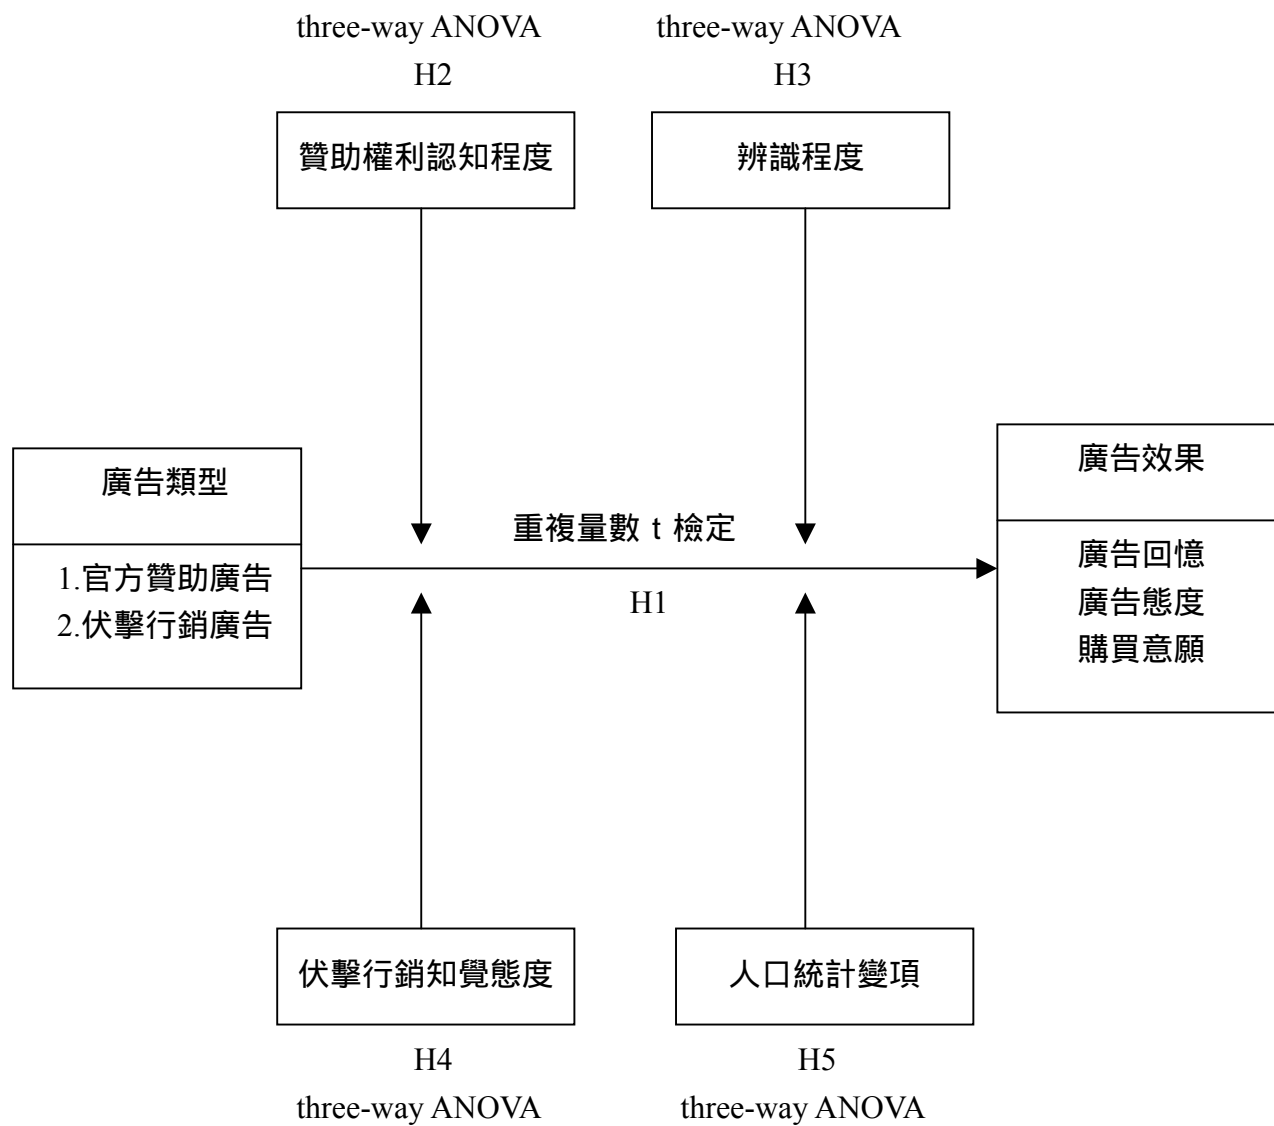 three-way ANOVA
three-way ANOVA
H2
H3
贊助權利認知程度
辨識程度
廣告類型
1.官方贊助廣告
2.伏擊行銷廣告
重複量數 t 檢定
H1
廣告效果
廣告回憶
廣告態度
購買意願
伏擊行銷知覺態度
人口統計變項
H4
H5
three-way ANOVA
three-way ANOVA